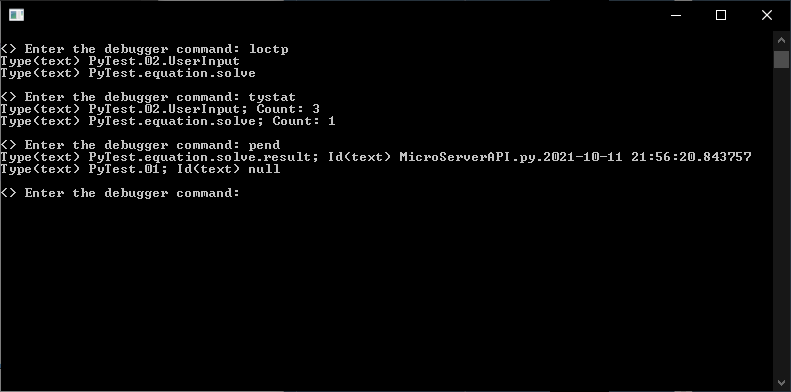 <> Enter the debugger command: loctp
Type(text) PyTest.02.UserInput
Type(text) PyTest.equation.solve
<> Enter the debugger command: tystat
Type(text) PyTest.02.UserInput; Count: 3
Type(text) PyTest.equation.solve; Count: 1
<> Enter the debugger command: pend
Type(text) PyTest.equation.solve.result; Id(text) MicroServerAPI.py.2021-10-11 21:56:20.843757
Type(text) PyTest.01; Id(text) null
<> Enter the debugger command: